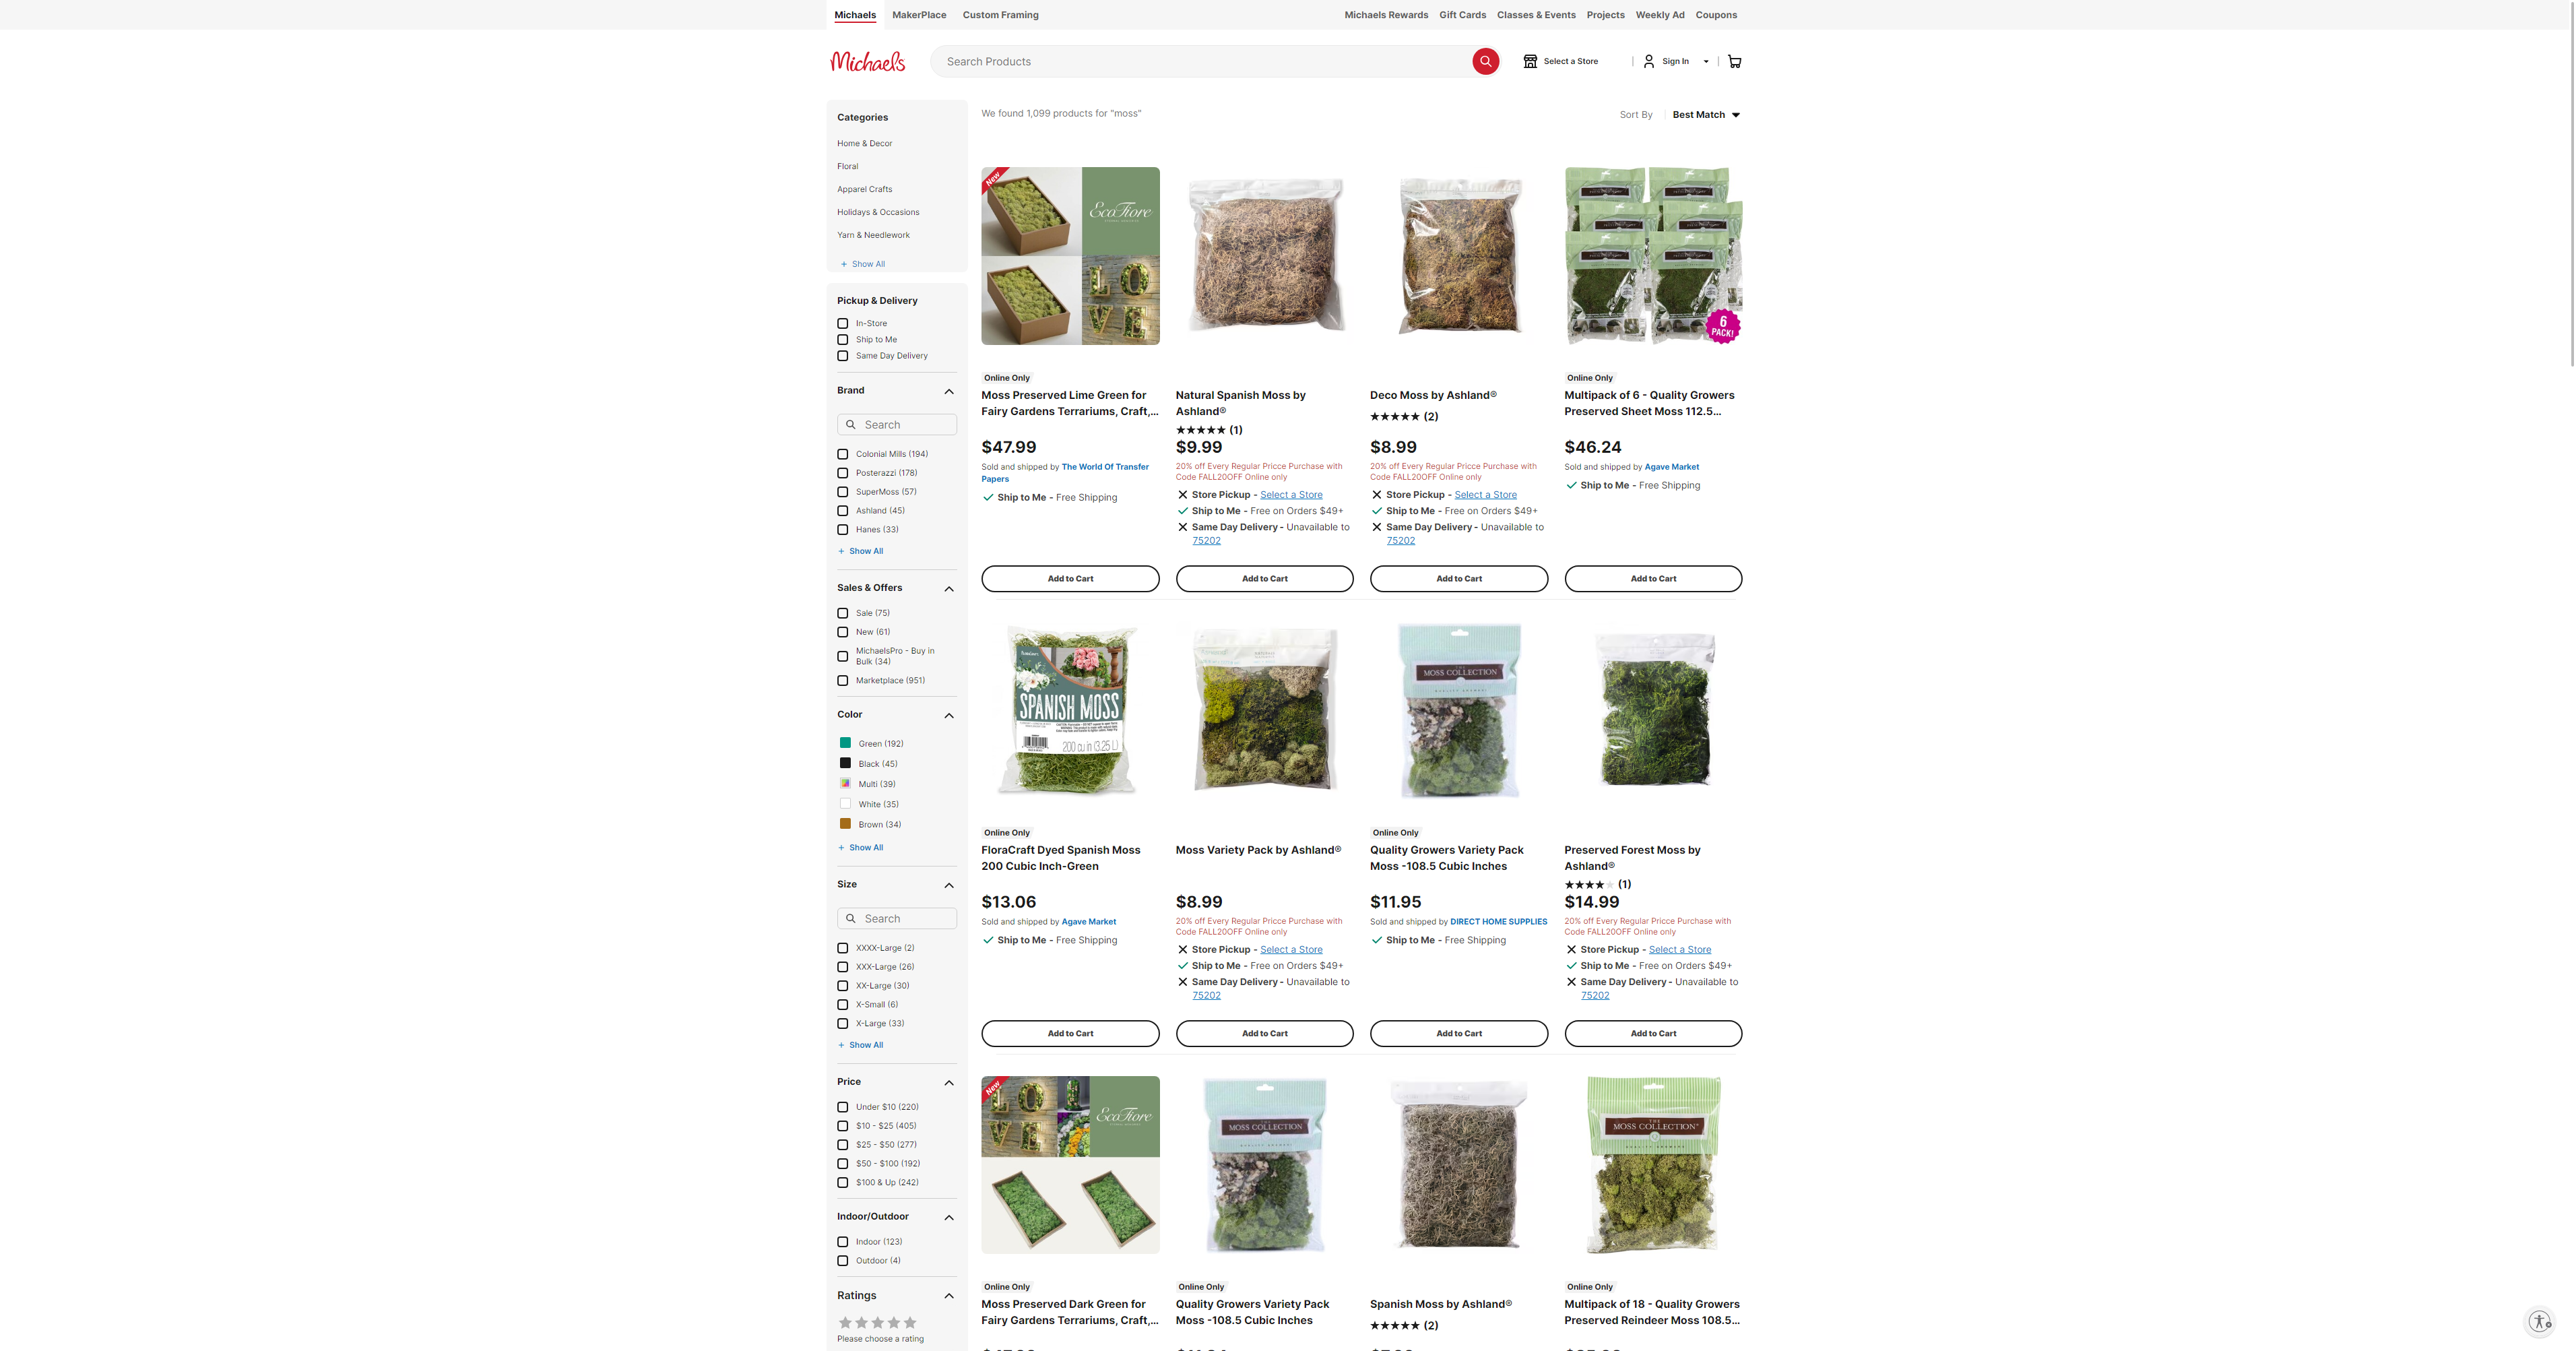 Michaels
MakerPlace
Custom Framing
Michaels Rewards
Gift Cards
Classes & Events
Projects
Weekly Ad
Coupons
Michaels
Search Products
Select a Store
Sign In
Categories
Home & Decor
Floral
Apparel Crafts
Holidays & Occasions
Yarn & Needlework
+ Show All
Pickup & Delivery
In-Store
Ship to Me
Same Day Delivery
Brand
Search
Colonial Mills (194)
Posterazzi (178)
SuperMoss (57)
Ashland (45)
Hanes (33)
+ Show All
Sales & Offers
Sale (75)
New (61)
MichaelsPro - Buy in
Bulk (34)
Marketplace (951)
Color
Green (192)
Black (45)
Multi (39)
White (35)
Brown (34)
+ Show All
Size
Search
XXXX-Large (2)
XXX-Large (26)
XX-Large (30)
X-Small (6)
X-Large (33)
+ Show All
Price
Under $10 (220)
$10 - $25 (405)
$25 - $50 (277)
$50 - $100 (192)
$100 & Up (242)
Indoor/Outdoor
Indoor (123)
Outdoor (4)
Ratings
Please choose a rating
We found 1,099 products for "moss"
Sort By
Best Match
New
EcoFiore
LO
VE
Online Only
Moss Preserved Lime Green for
Fairy Gardens Terrariums, Craft,...
$47.99
Sold and shipped by The World Of Transfer
Papers
Ship to Me - Free Shipping
Add to Cart
Natural Spanish Moss by
Ashland®
(1)
$9.99
20% off Every Regular Pricce Purchase with
Code FALL20OFF Online only
Store Pickup - Select a Store
Ship to Me - Free on Orders $49+
Same Day Delivery - Unavailable to
75202
Add to Cart
Deco Moss by Ashland®
(2)
$8.99
20% off Every Regular Pricce Purchase with
Code FALL20OFF Online only
Store Pickup - Select a Store
Ship to Me - Free on Orders $49+
Same Day Delivery - Unavailable to
75202
Add to Cart
6
PACK!
Online Only
Multipack of 6 - Quality Growers
Preserved Sheet Moss 112.5...
$46.24
Sold and shipped by Agave Market
Ship to Me - Free Shipping
Add to Cart
SPANISH MOSS
200 cu in (3.25 L)
Online Only
FloraCraft Dyed Spanish Moss
200 Cubic Inch-Green
$13.06
Sold and shipped by Agave Market
Ship to Me - Free Shipping
Add to Cart
Moss Variety Pack by Ashland®
$8.99
20% off Every Regular Pricce Purchase with
Code FALL20OFF Online only
Store Pickup - Select a Store
Ship to Me - Free on Orders $49+
Same Day Delivery - Unavailable to
75202
Add to Cart
THE
MOSS COLLECTION
QUALITY GROWERS
Online Only
Quality Growers Variety Pack
Moss -108.5 Cubic Inches
$11.95
Sold and shipped by DIRECT HOME SUPPLIES
Ship to Me - Free Shipping
Add to Cart
Preserved Forest Moss by
Ashland®
(1)
$14.99
20% off Every Regular Pricce Purchase with
Code FALL20OFF Online only
Store Pickup - Select a Store
Ship to Me - Free on Orders $49+
Same Day Delivery - Unavailable to
75202
Add to Cart
New
LO
VE
EcoFiore
Online Only
Moss Preserved Dark Green for
Fairy Gardens Terrariums, Craft,...
THE
MOSS COLLECTION
QUALITY GROWERS
Online Only
Quality Growers Variety Pack
Moss -108.5 Cubic Inches
Spanish Moss by Ashland®
(2)
THE
MOSS COLLECTION
QUALITY GROWERS
Online Only
Multipack of 18 - Quality Growers
Preserved Reindeer Moss 108.5...